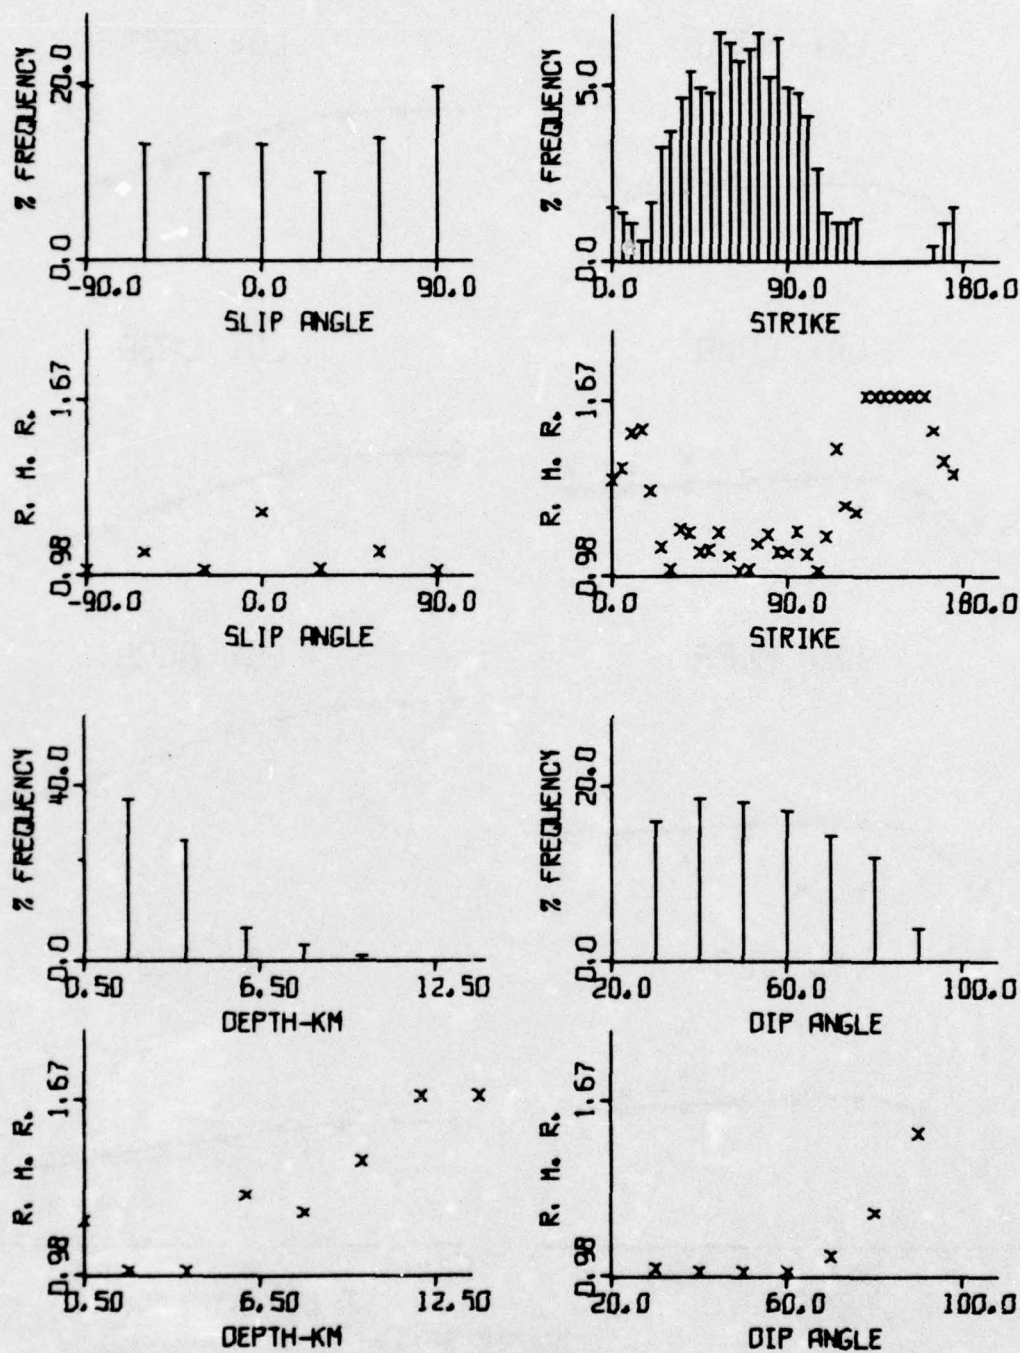 % FREQUENCY
20.0
0.0
-90.0 0.0 90.0
SLIP ANGLE
% FREQUENCY
5.0
0.0
0.0 90.0 180.0
STRIKE
R. M. R.
1.67
0.98
-90.0 0.0 90.0
SLIP ANGLE
R. M. R.
1.67
0.98
0.0 90.0 180.0
STRIKE
% FREQUENCY
40.0
0.0
0.50 6.50 12.50
DEPTH-KM
% FREQUENCY
20.0
0.0
20.0 60.0 100.0
DIP ANGLE
R. M. R.
1.67
0.98
0.50 6.50 12.50
DEPTH-KM
R. M. R.
1.67
0.98
20.0 90.0 100.0
DIP ANGLE